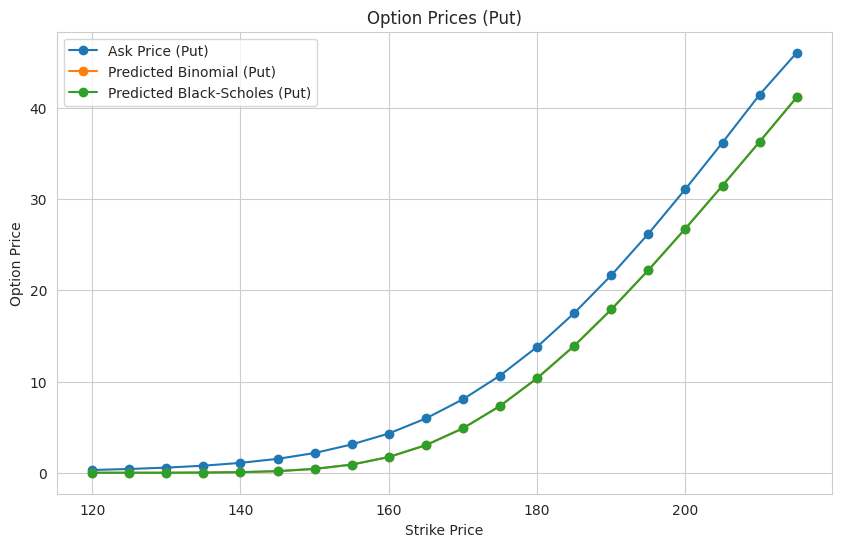 Option Prices (Put)
Ask Price (Put)
Predicted Binomial (Put)
Predicted Black-Scholes (Put)
Option Price
40
30
20
10
0
120
140
160
180
200
Strike Price